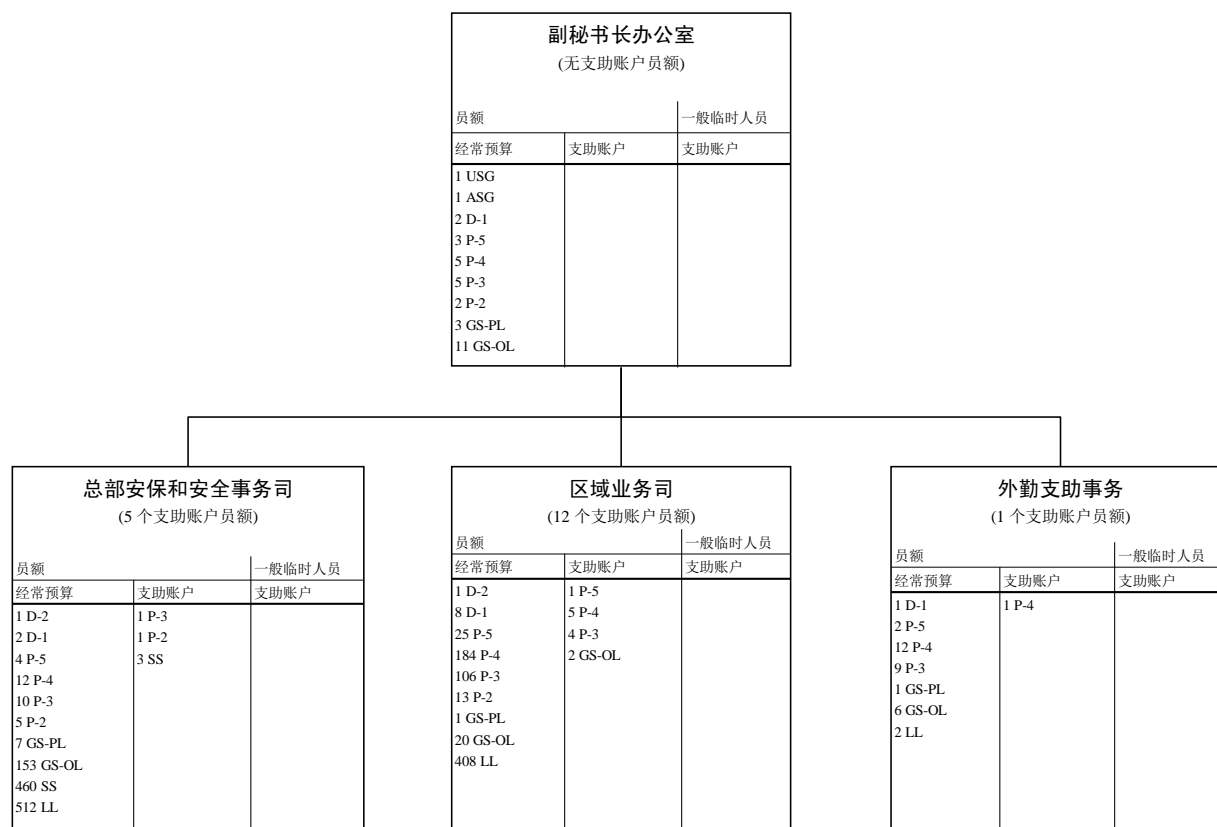 副秘书长办公室
(无支助账户员额)
员额 一般临时人员
经常预算 支助账户 支助账户
1 USG
1 ASG
2 D-1
3 P-5
5 P-4
5 P-3
2 P-2
3 GS-PL
11 GS-OL
总部安保和安全事务司
(5 个支助账户员额)
员额 一般临时人员
经常预算 支助账户 支助账户
1 D-2 1 P-3
2 D-1 1 P-2
4 P-5 3 SS
12 P-4
10 P-3
5 P-2
7 GS-PL
153 GS-OL
460 SS
512 LL
区域业务司
(12 个支助账户员额)
员额 一般临时人员
经常预算 支助账户 支助账户
1 D-2 1 P-5
8 D-1 5 P-4
25 P-5 4 P-3
184 P-4 2 GS-OL
106 P-3
13 P-2
1 GS-PL
20 GS-OL
408 LL
外勤支助事务
(1 个支助账户员额)
员额 一般临时人员
经常预算 支助账户 支助账户
1 D-1 1 P-4
2 P-5
12 P-4
9 P-3
1 GS-PL
6 GS-OL
2 LL